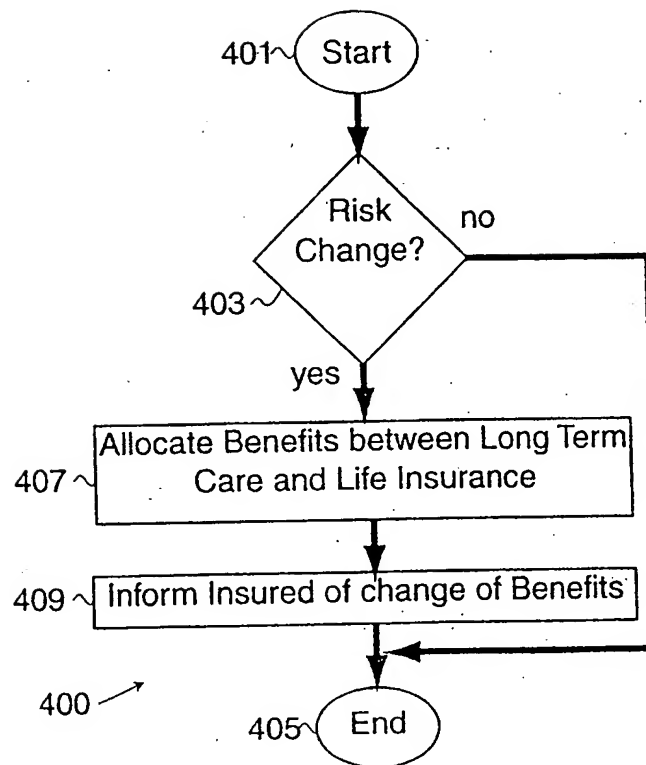 401
Start
Risk
Change?
no
403
yes
Allocate Benefits between Long Term
Care and Life Insurance
407
409
Inform Insured of change of Benefits
400
405
End